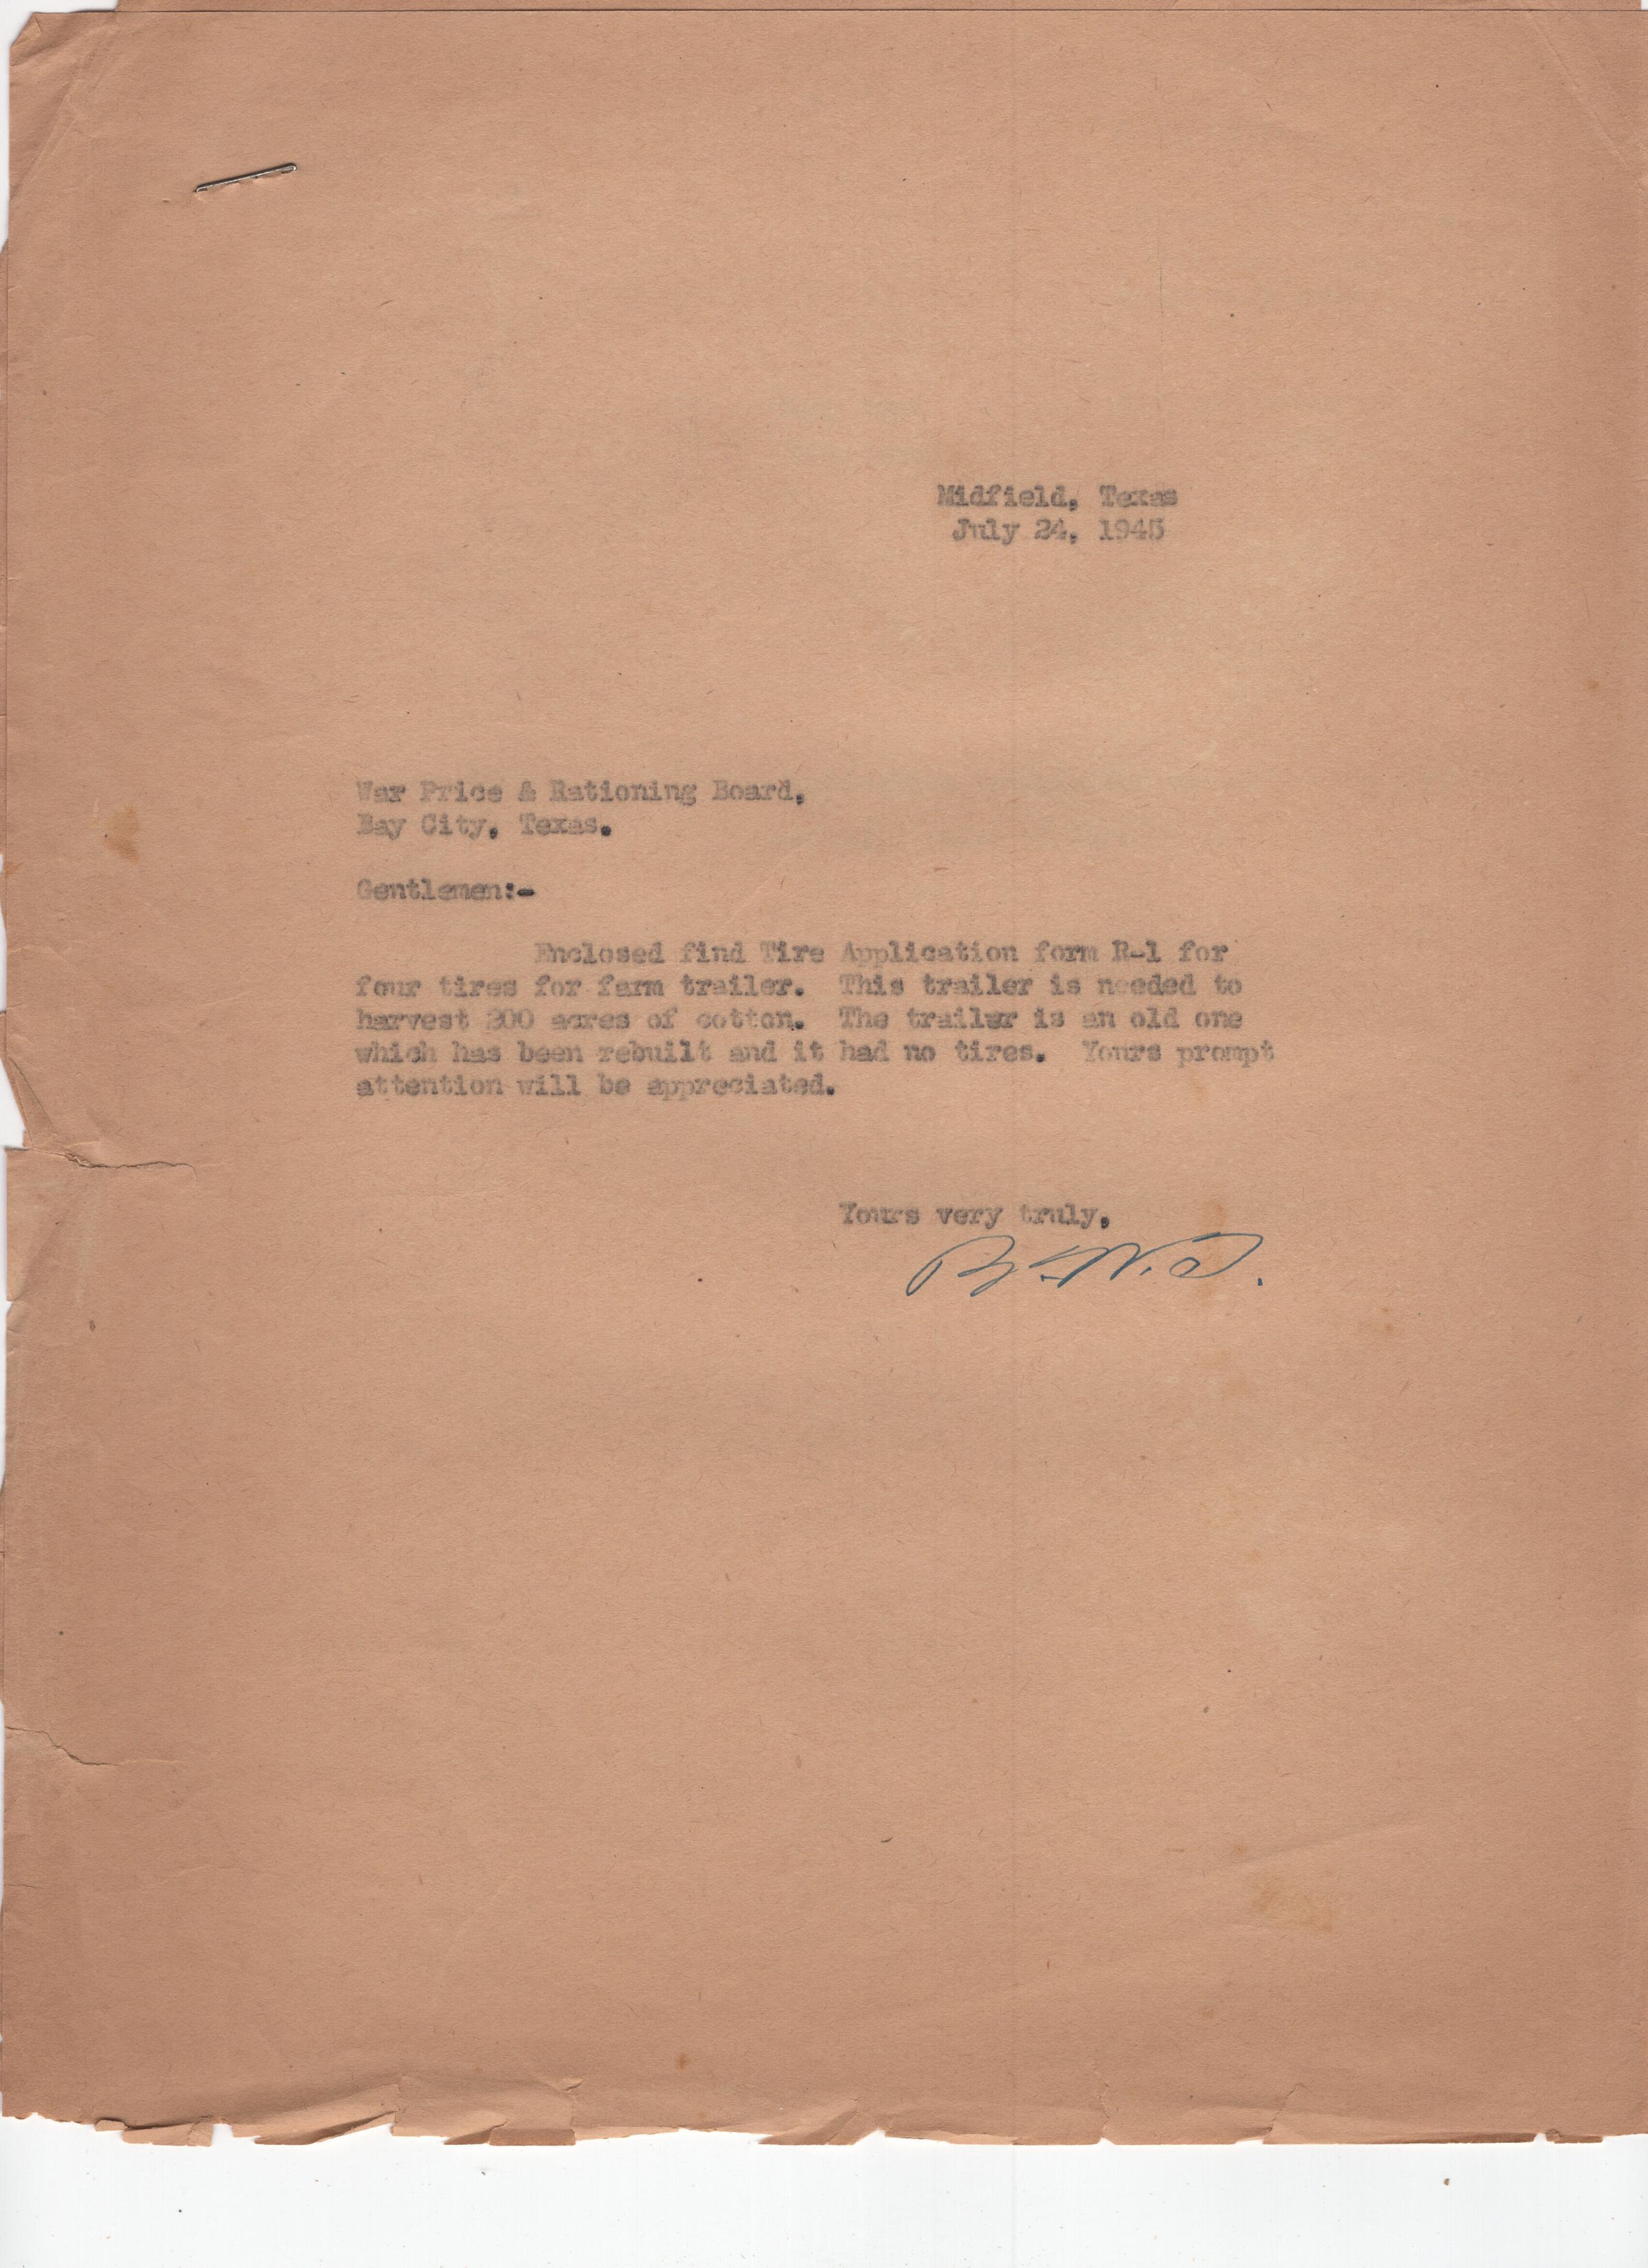 Midfield, Texas
July 24, 1945
War Price & Rationing Board,
Bay City, Texas.
Gentlemen:-
Enclosed find Tire Application form R-1 for
four tires for farm trailer. This trailer is needed to
harvest 200 acres of cotton. The trailer is an old one
which has been rebuilt and it had no tires. Yours prompt
attention will be appreciated.
Yours very truly,